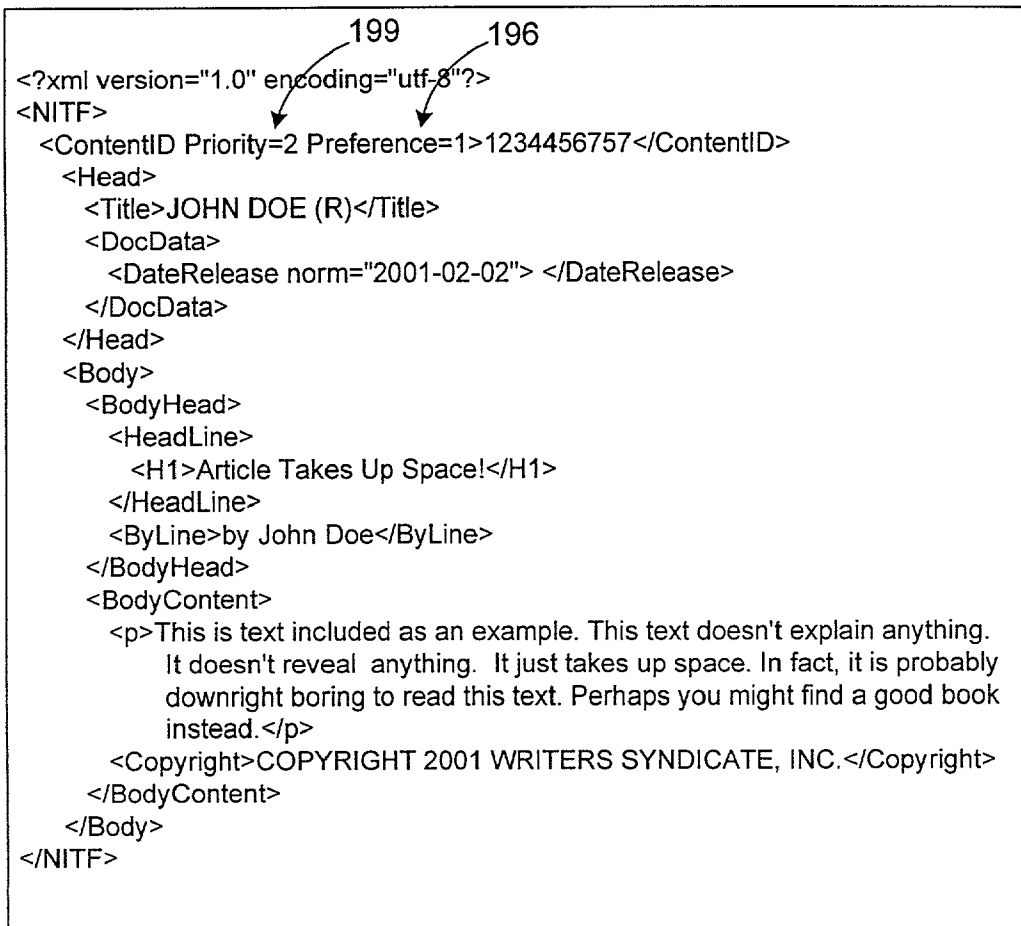 199 196
<?xml version="1.0" encoding="utf-8"?>
<NITF>
<ContentID Priority=2 Preference=1>1234456757</ContentID>
<Head>
<Title>JOHN DOE (R)</Title>
<DocData>
<DateRelease norm="2001-02-02"> </DateRelease>
</DocData>
</Head>
<Body>
<BodyHead>
<HeadLine>
<H1>Article Takes Up Space!</H1>
</HeadLine>
<ByLine>by John Doe</ByLine>
</BodyHead>
<BodyContent>
<p>This is text included as an example. This text doesn't explain anything.
It doesn't reveal anything. It just takes up space. In fact, it is probably
downright boring to read this text. Perhaps you might find a good book
instead.</p>
<Copyright>COPYRIGHT 2001 WRITERS SYNDICATE, INC.</Copyright>
</BodyContent>
</Body>
</NITF>